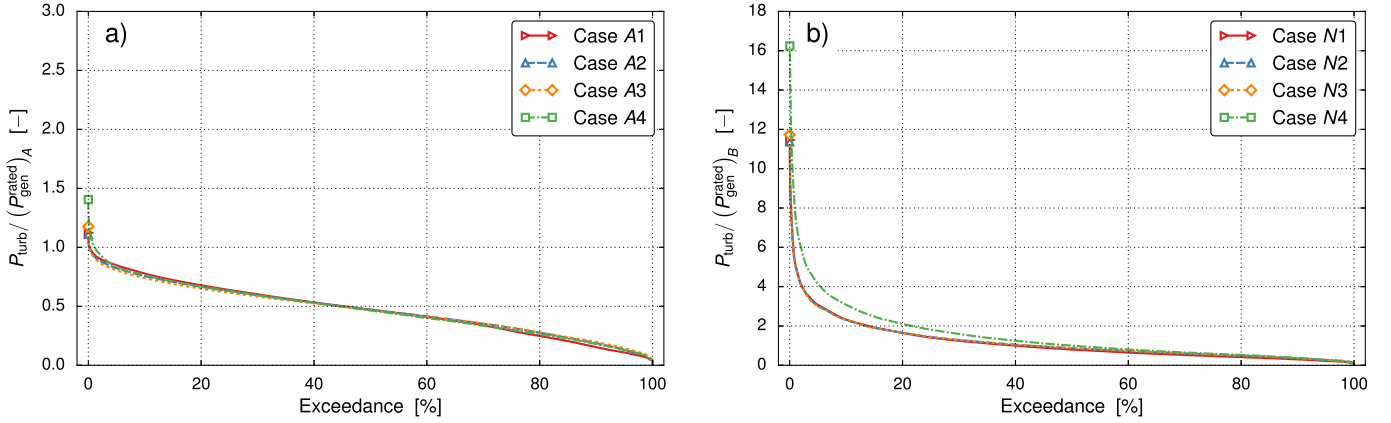 a)
3.0
2.5
2.0
1.5
1.0
0.5
0.0
0 20 40 60 80 100
Exceedance [%]
P_turb / (P_gen^rated)_A [−]
Case A1
Case A2
Case A3
Case A4
b)
18
16
14
12
10
8
6
4
2
0
0 20 40 60 80 100
Exceedance [%]
P_turb / (P_gen^rated)_B [−]
Case N1
Case N2
Case N3
Case N4